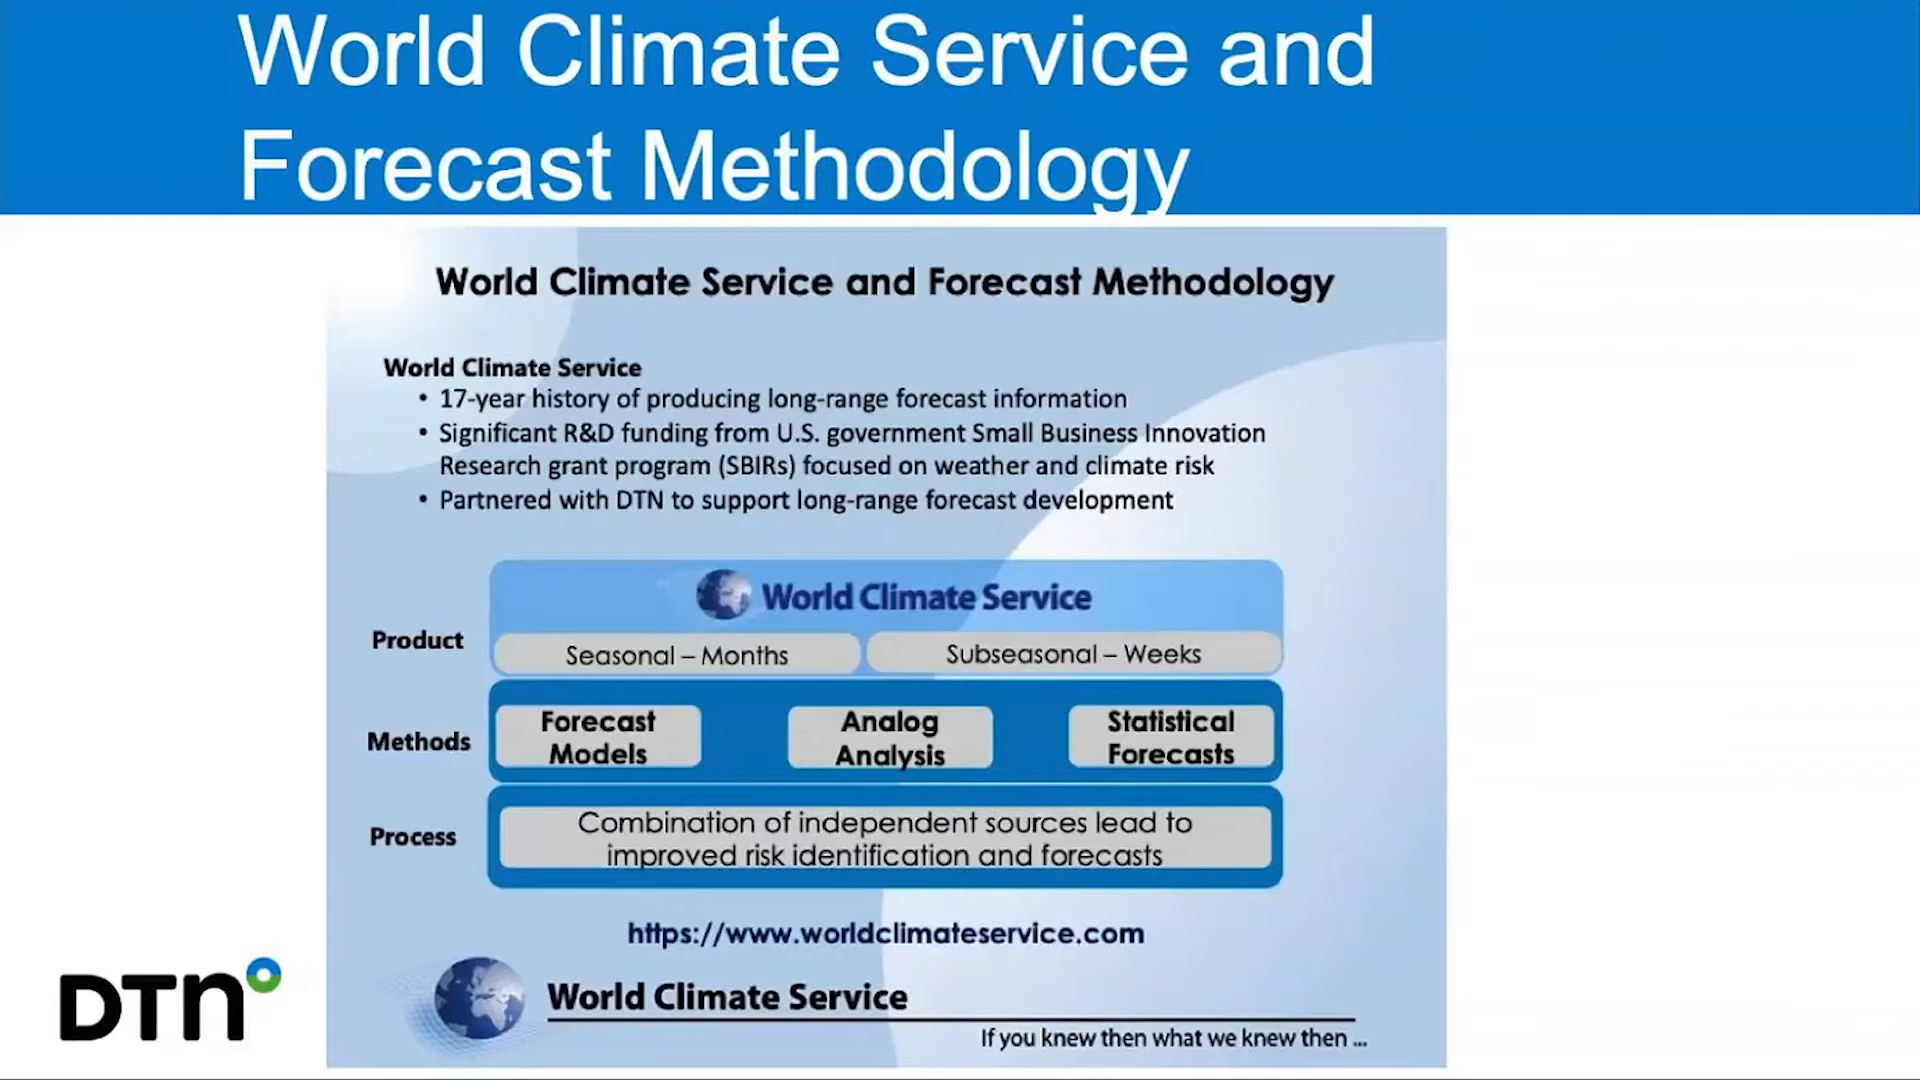 World Climate Service and
Forecast Methodology
World Climate Service and Forecast Methodology
World Climate Service
• 17-year history of producing long-range forecast information
• Significant R&D funding from U.S. government Small Business Innovation
Research grant program (SBIRs) focused on weather and climate risk
• Partnered with DTN to support long-range forecast development
World Climate Service
Product
Seasonal – Months
Subseasonal – Weeks
Methods
Forecast
Models
Analog
Analysis
Statistical
Forecasts
Process
Combination of independent sources lead to
improved risk identification and forecasts
https://www.worldclimateservice.com
DTN
World Climate Service
If you knew then what we knew then ...